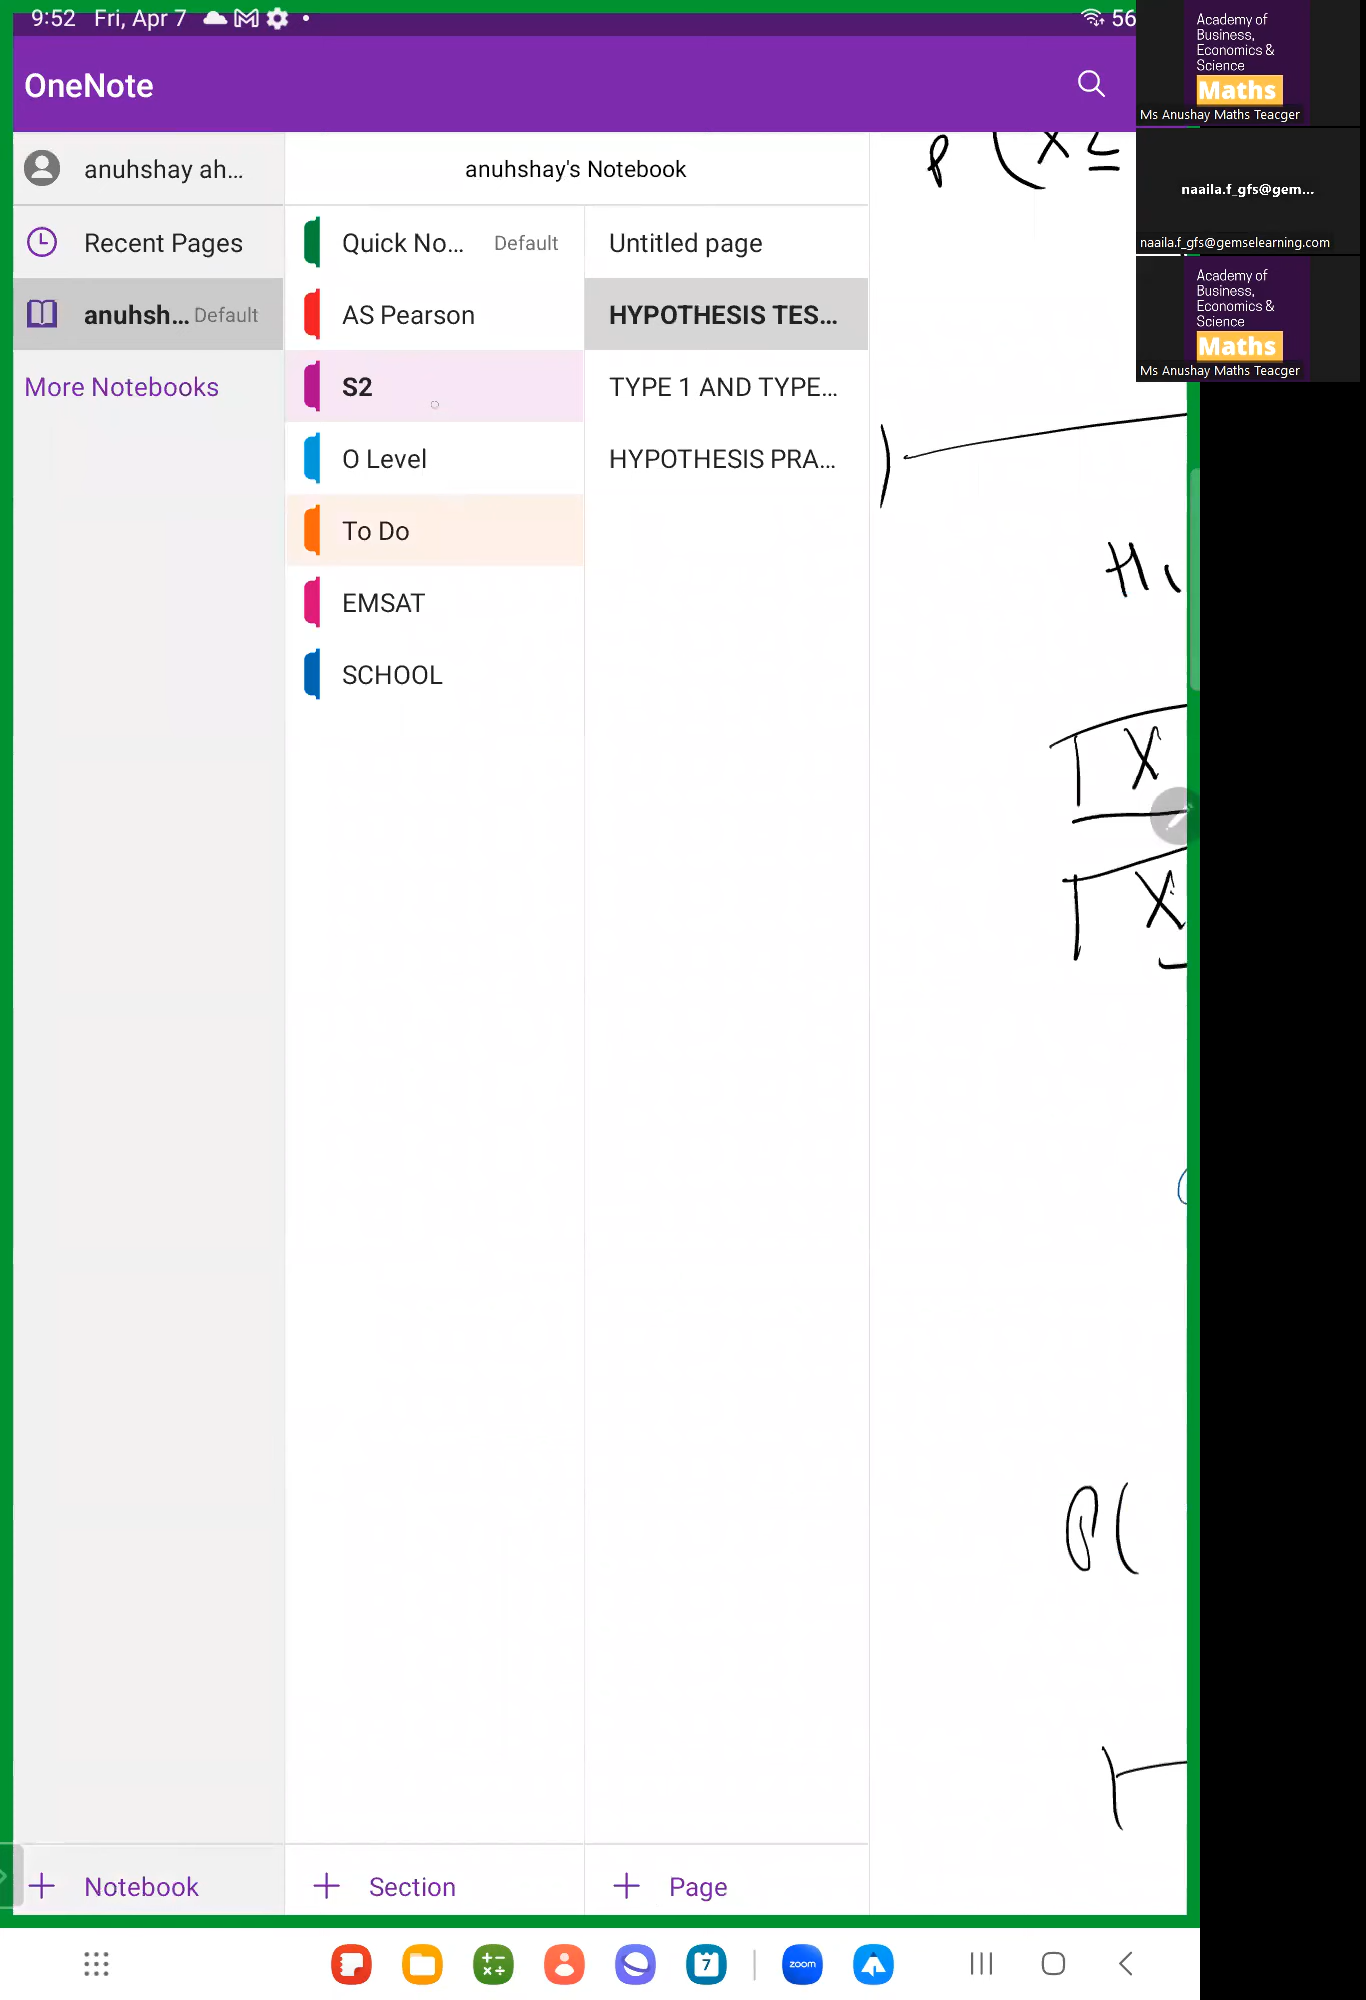 9:52 Fri, Apr 7
56
OneNote
anuhshay ah...
anuhshay's Notebook
Recent Pages
anuhsh... Default
More Notebooks
Quick No... Default
AS Pearson
S2
O Level
To Do
EMSAT
SCHOOL
Untitled page
HYPOTHESIS TES...
TYPE 1 AND TYPE...
HYPOTHESIS PRA...
P (X ≤
H₁
X
X
P(
Academy of
Business,
Economics &
Science
Maths
Ms Anushay Maths Teacger
naaila.f_gfs@gem...
naaila.f_gfs@gemselearning.com
Academy of
Business,
Economics &
Science
Maths
Ms Anushay Maths Teacger
+ Notebook
+ Section
+ Page
7
zoom